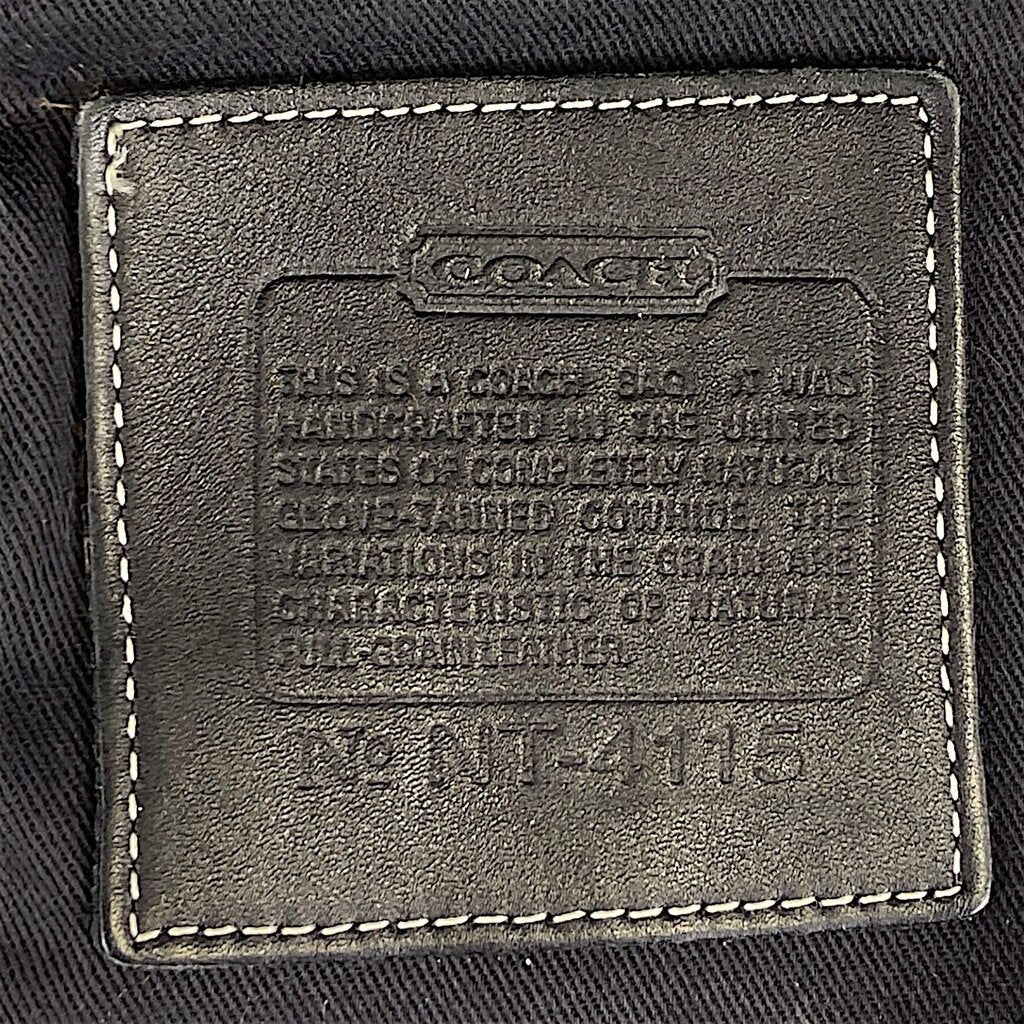 COACH
THIS IS A COACH BAG. IT WAS
HANDCRAFTED IN THE UNITED
STATES OF COMPLETELY NATURAL
GLOVE-TANNED COWHIDE. THE
VARIATIONS IN THE GRAIN ARE
CHARACTERISTIC OF NATURAL
FULL-GRAIN LEATHER.
No NT-4115